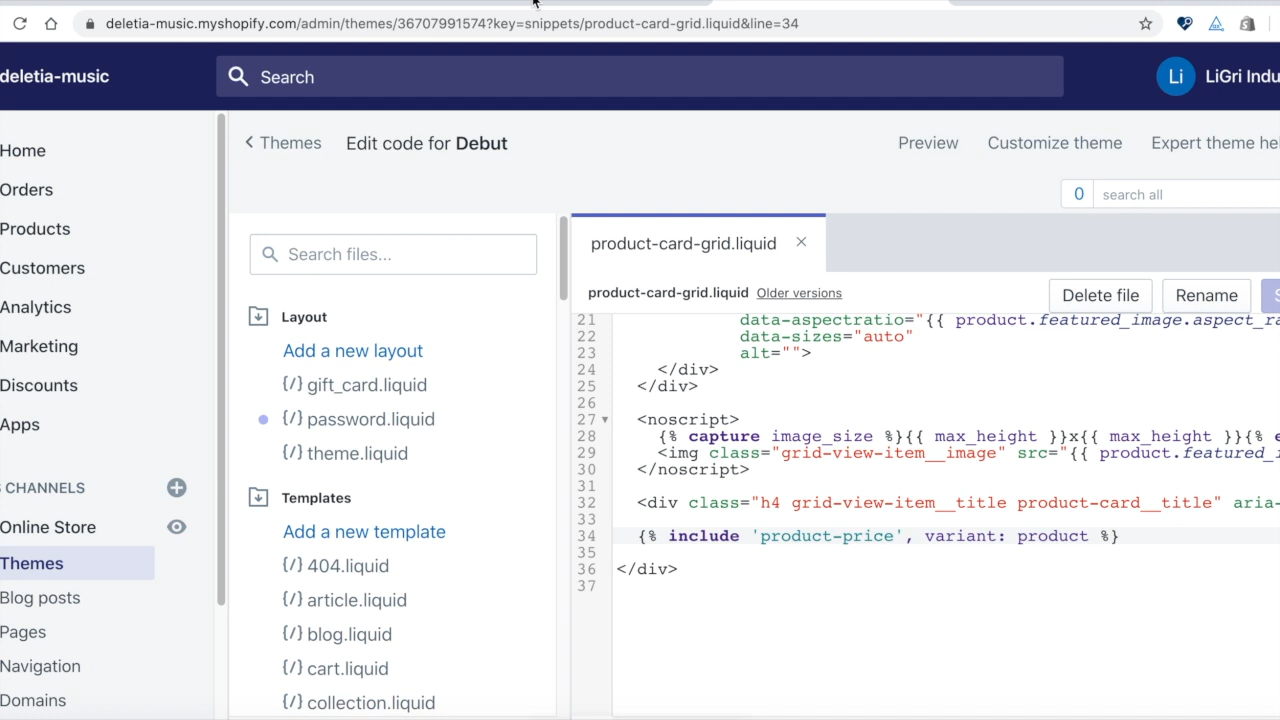 deletia-music.myshopify.com/admin/themes/36707991574?key=snippets/product-card-grid.liquid&line=34
deletia-music
Search
Li
LiGri Indu
Home
Orders
Products
Customers
Analytics
Marketing
Discounts
Apps
CHANNELS
Online Store
Themes
Blog posts
Pages
Navigation
Domains
Themes
Edit code for Debut
Preview
Customize theme
Expert theme hel
0
search all
Search files...
Layout
Add a new layout
{/} gift_card.liquid
{/} password.liquid
{/} theme.liquid
Templates
Add a new template
{/} 404.liquid
{/} article.liquid
{/} blog.liquid
{/} cart.liquid
{/} collection.liquid
product-card-grid.liquid
product-card-grid.liquid Older versions
Delete file
Rename
S
21 data-aspectratio="{{ product.featured_image.aspect_ra
22 data-sizes="auto"
23 alt="">
24 </div>
25 </div>
26
27 <noscript>
28 {% capture image_size %}{{ max_height }}x{{ max_height }}{% e
29 <img class="grid-view-item__image" src="{{ product.featured_i
30 </noscript>
31
32 <div class="h4 grid-view-item__title product-card__title" aria-
33
34 {% include 'product-price', variant: product %}
35
36 </div>
37